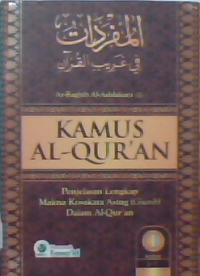 المفردات
في غريب القرآن
Ar-Raghib Al-Ashfahani
KAMUS
AL-QUR'AN
Penjelasan Lengkap
Makna Kosakata Asing (Gharib)
Dalam Al-Qur'an
1